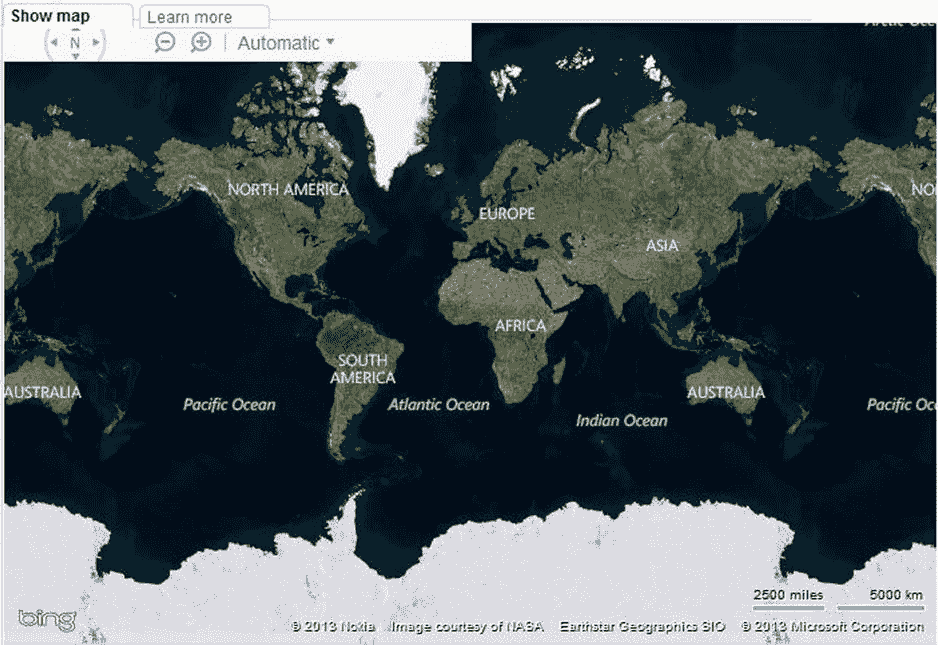 Show map
Learn more
N
Automatic
Arctic Oce
NORTH AMERICA
NO
EUROPE
ASIA
AFRICA
SOUTH
AMERICA
AUSTRALIA
AUSTRALIA
Pacific Ocean
Atlantic Ocean
Pacific Oc
Indian Ocean
2500 miles
5000 km
bing
© 2013 Nokia Image courtesy of NASA Earthstar Geographics SIO © 2013 Microsoft Corporation